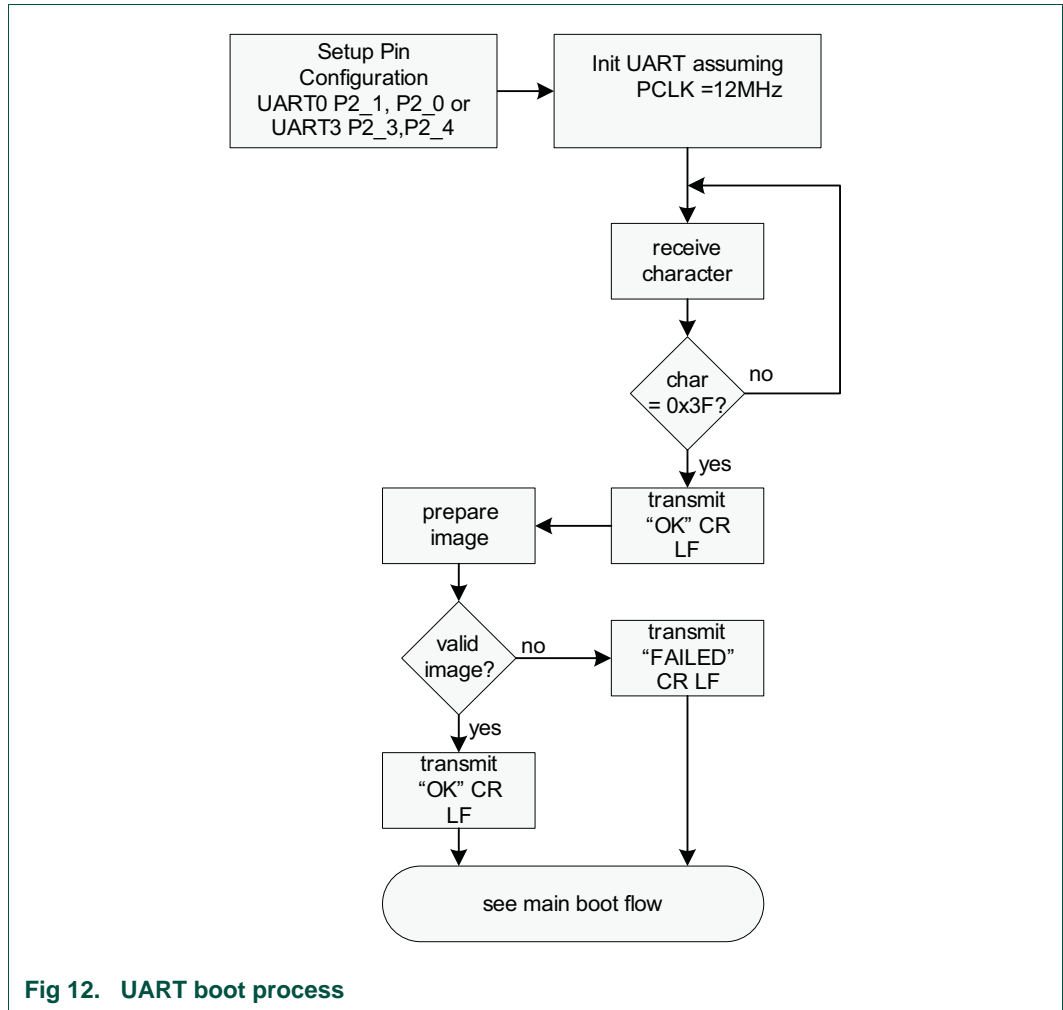 Setup Pin
Configuration
UART0 P2_1, P2_0 or
UART3 P2_3,P2_4
Init UART assuming
PCLK =12MHz
receive
character
char
= 0x3F?
no
yes
transmit
“OK” CR
LF
prepare
image
valid
image?
no
transmit
“FAILED”
CR LF
yes
transmit
“OK” CR
LF
see main boot flow
Fig 12. UART boot process